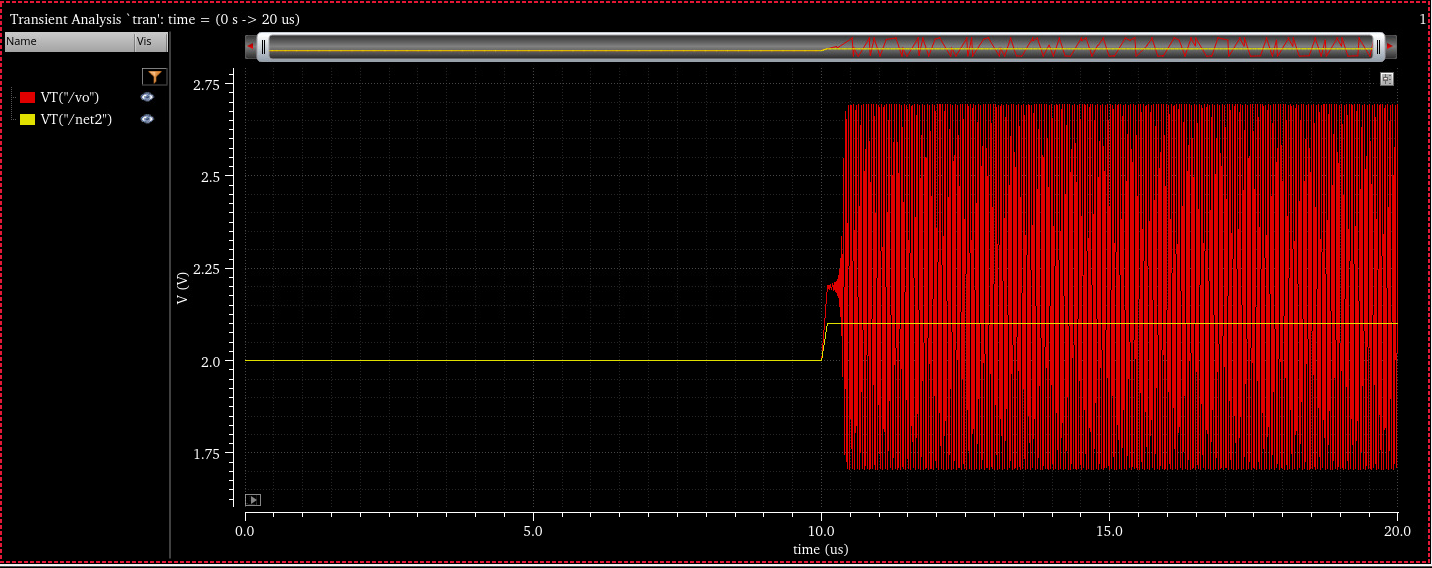 Transient Analysis `tran': time = (0 s -> 20 us)
1
Name Vis
VT("/vo")
VT("/net2")
2.75
2.5
2.25
2.0
1.75
V (V)
0.0 5.0 10.0 15.0 20.0
time (us)